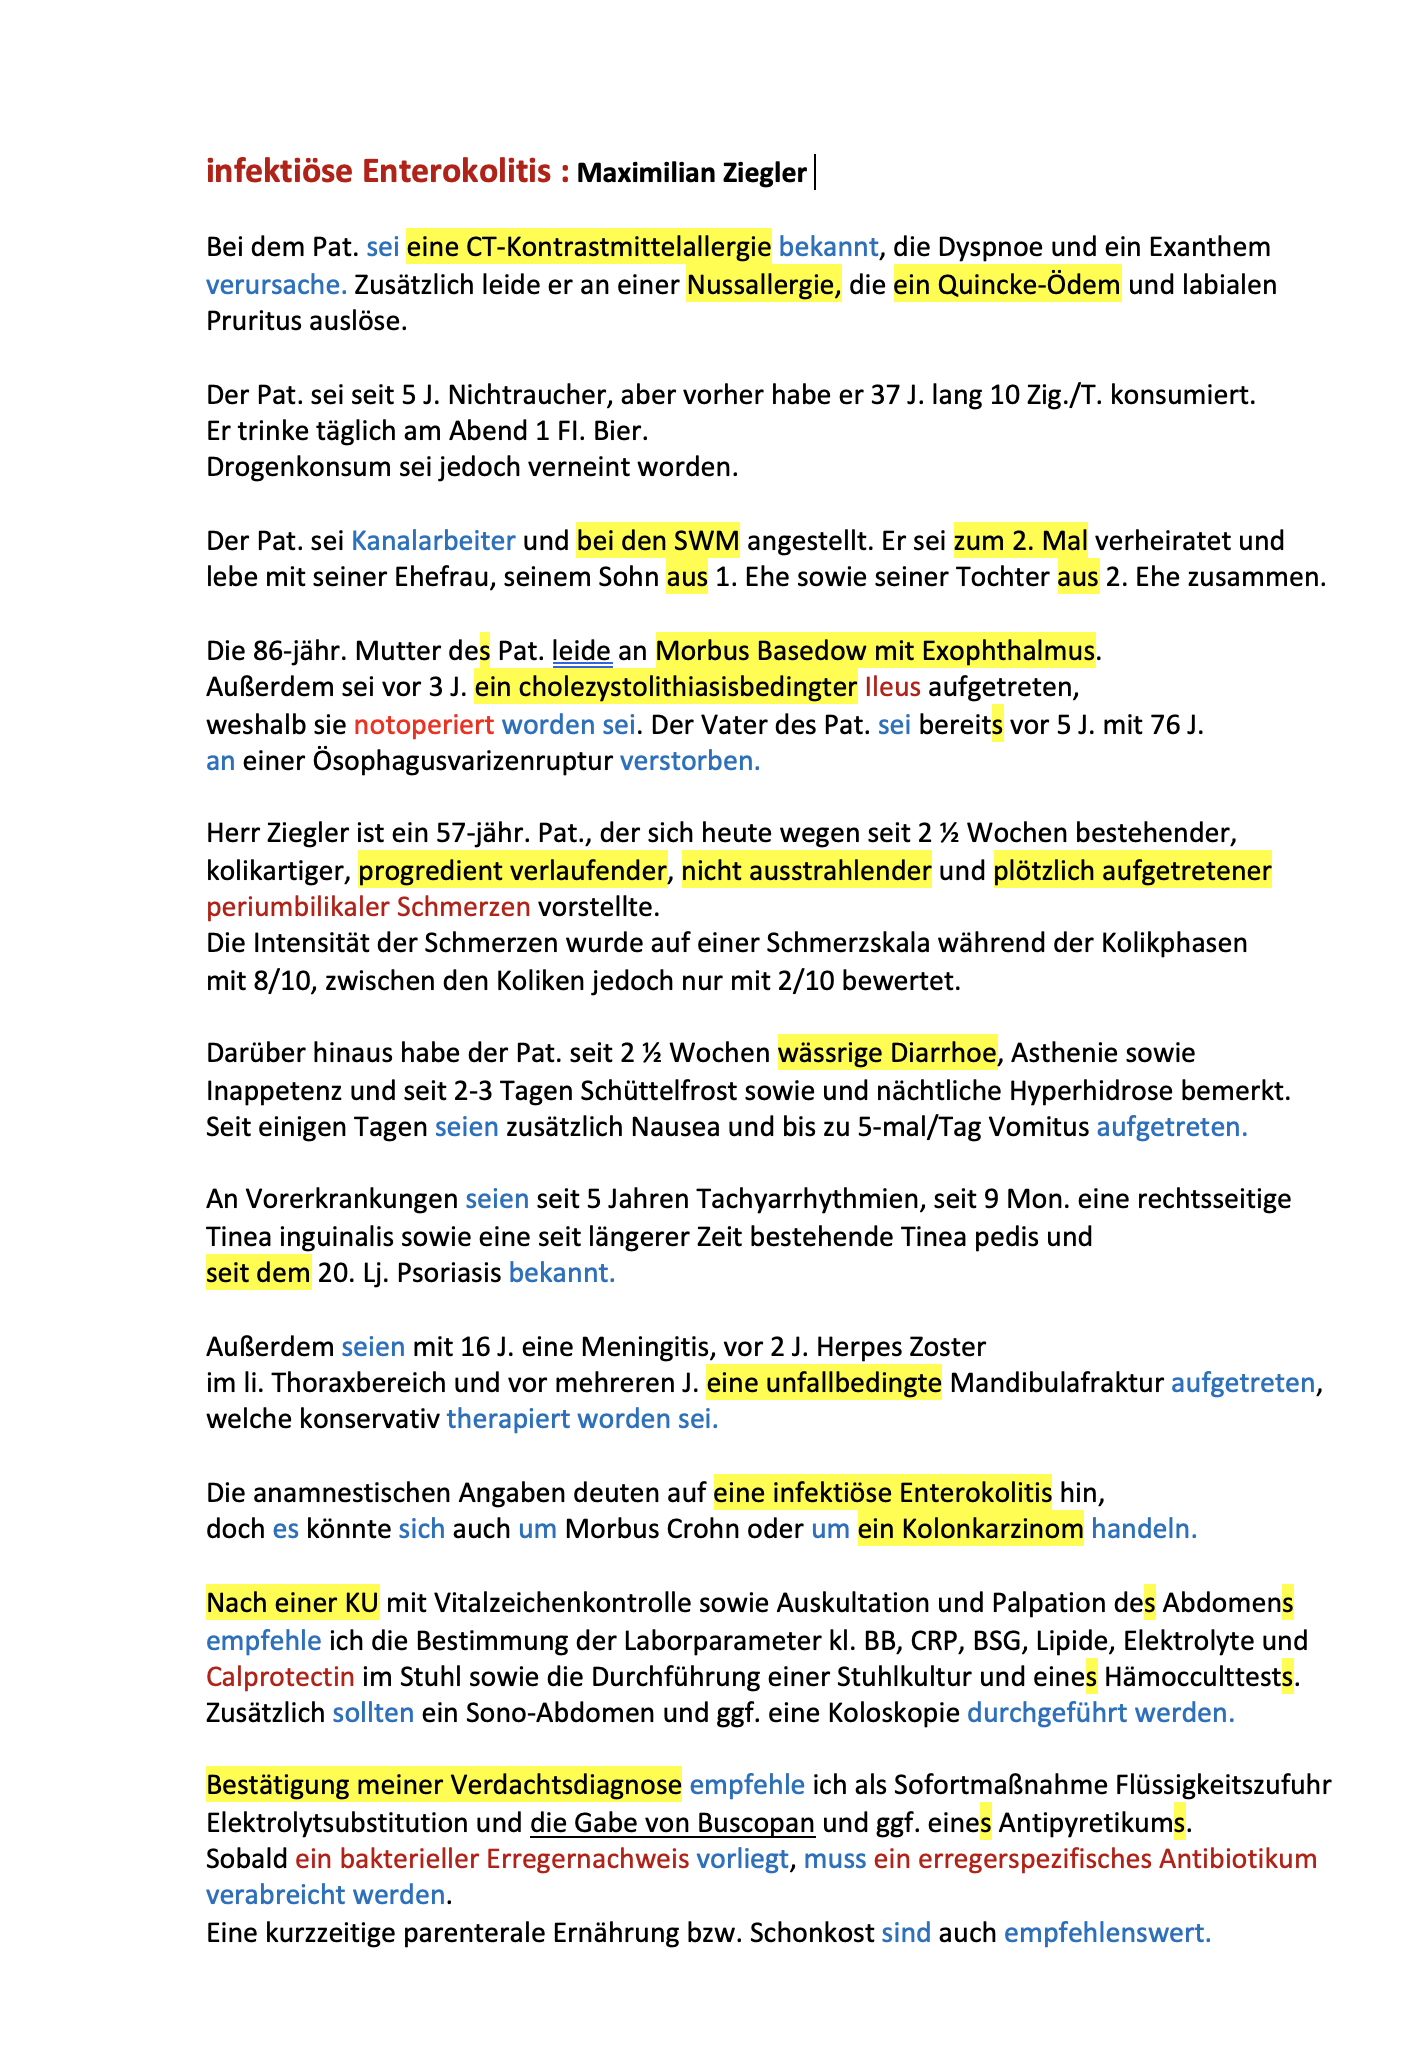 infektiöse Enterokolitis : Maximilian Ziegler
Bei dem Pat. sei eine CT-Kontrastmittelallergie bekannt, die Dyspnoe und ein Exanthem
verursache. Zusätzlich leide er an einer Nussallergie, die ein Quincke-Ödem und labialen
Pruritus auslöse.
Der Pat. sei seit 5 J. Nichtraucher, aber vorher habe er 37 J. lang 10 Zig./T. konsumiert.
Er trinke täglich am Abend 1 FI. Bier.
Drogenkonsum sei jedoch verneint worden.
Der Pat. sei Kanalarbeiter und bei den SWM angestellt. Er sei zum 2. Mal verheiratet und
lebe mit seiner Ehefrau, seinem Sohn aus 1. Ehe sowie seiner Tochter aus 2. Ehe zusammen.
Die 86-jähr. Mutter des Pat. leide an Morbus Basedow mit Exophthalmus.
Außerdem sei vor 3 J. ein cholezystolithiasisbedingter Ileus aufgetreten,
weshalb sie notoperiert worden sei. Der Vater des Pat. sei bereits vor 5 J. mit 76 J.
an einer Ösophagusvarizenruptur verstorben.
Herr Ziegler ist ein 57-jähr. Pat., der sich heute wegen seit 2 ½ Wochen bestehender,
kolikartiger, progredient verlaufender, nicht ausstrahlender und plötzlich aufgetretener
periumbilikaler Schmerzen vorstellte.
Die Intensität der Schmerzen wurde auf einer Schmerzskala während der Kolikphasen
mit 8/10, zwischen den Koliken jedoch nur mit 2/10 bewertet.
Darüber hinaus habe der Pat. seit 2 ½ Wochen wässrige Diarrhoe, Asthenie sowie
Inappetenz und seit 2-3 Tagen Schüttelfrost sowie und nächtliche Hyperhidrose bemerkt.
Seit einigen Tagen seien zusätzlich Nausea und bis zu 5-mal/Tag Vomitus aufgetreten.
An Vorerkrankungen seien seit 5 Jahren Tachyarrhythmien, seit 9 Mon. eine rechtsseitige
Tinea inguinalis sowie eine seit längerer Zeit bestehende Tinea pedis und
seit dem 20. Lj. Psoriasis bekannt.
Außerdem seien mit 16 J. eine Meningitis, vor 2 J. Herpes Zoster
im li. Thoraxbereich und vor mehreren J. eine unfallbedingte Mandibulafraktur aufgetreten,
welche konservativ therapiert worden sei.
Die anamnestischen Angaben deuten auf eine infektiöse Enterokolitis hin,
doch es könnte sich auch um Morbus Crohn oder um ein Kolonkarzinom handeln.
Nach einer KU mit Vitalzeichenkontrolle sowie Auskultation und Palpation des Abdomens
empfehle ich die Bestimmung der Laborparameter kl. BB, CRP, BSG, Lipide, Elektrolyte und
Calprotectin im Stuhl sowie die Durchführung einer Stuhlkultur und eines Hämocculttests.
Zusätzlich sollten ein Sono-Abdomen und ggf. eine Koloskopie durchgeführt werden.
Bestätigung meiner Verdachtsdiagnose empfehle ich als Sofortmaßnahme Flüssigkeitszufuhr
Elektrolytsubstitution und die Gabe von Buscopan und ggf. eines Antipyretikums.
Sobald ein bakterieller Erregernachweis vorliegt, muss ein erregerspezifisches Antibiotikum
verabreicht werden.
Eine kurzzeitige parenterale Ernährung bzw. Schonkost sind auch empfehlenswert.